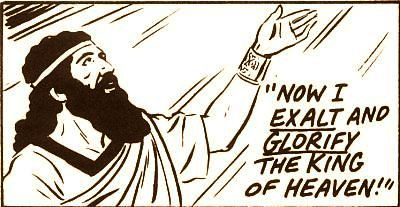 "NOW I
EXALT AND
GLORIFY
THE KING
OF HEAVEN!"